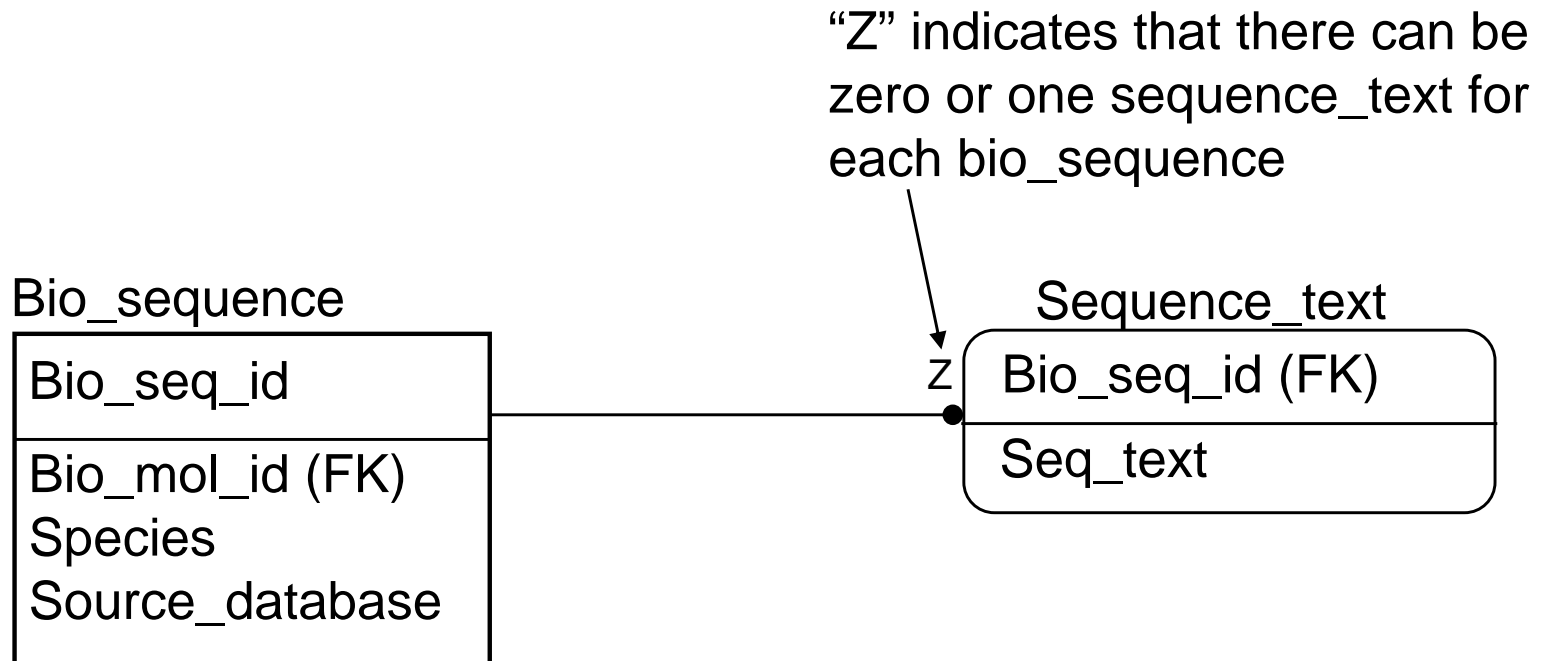 “Z” indicates that there can be
zero or one sequence_text for
each bio_sequence
Bio_sequence
Bio_seq_id
Bio_mol_id (FK)
Species
Source_database
Z
Sequence_text
Bio_seq_id (FK)
Seq_text